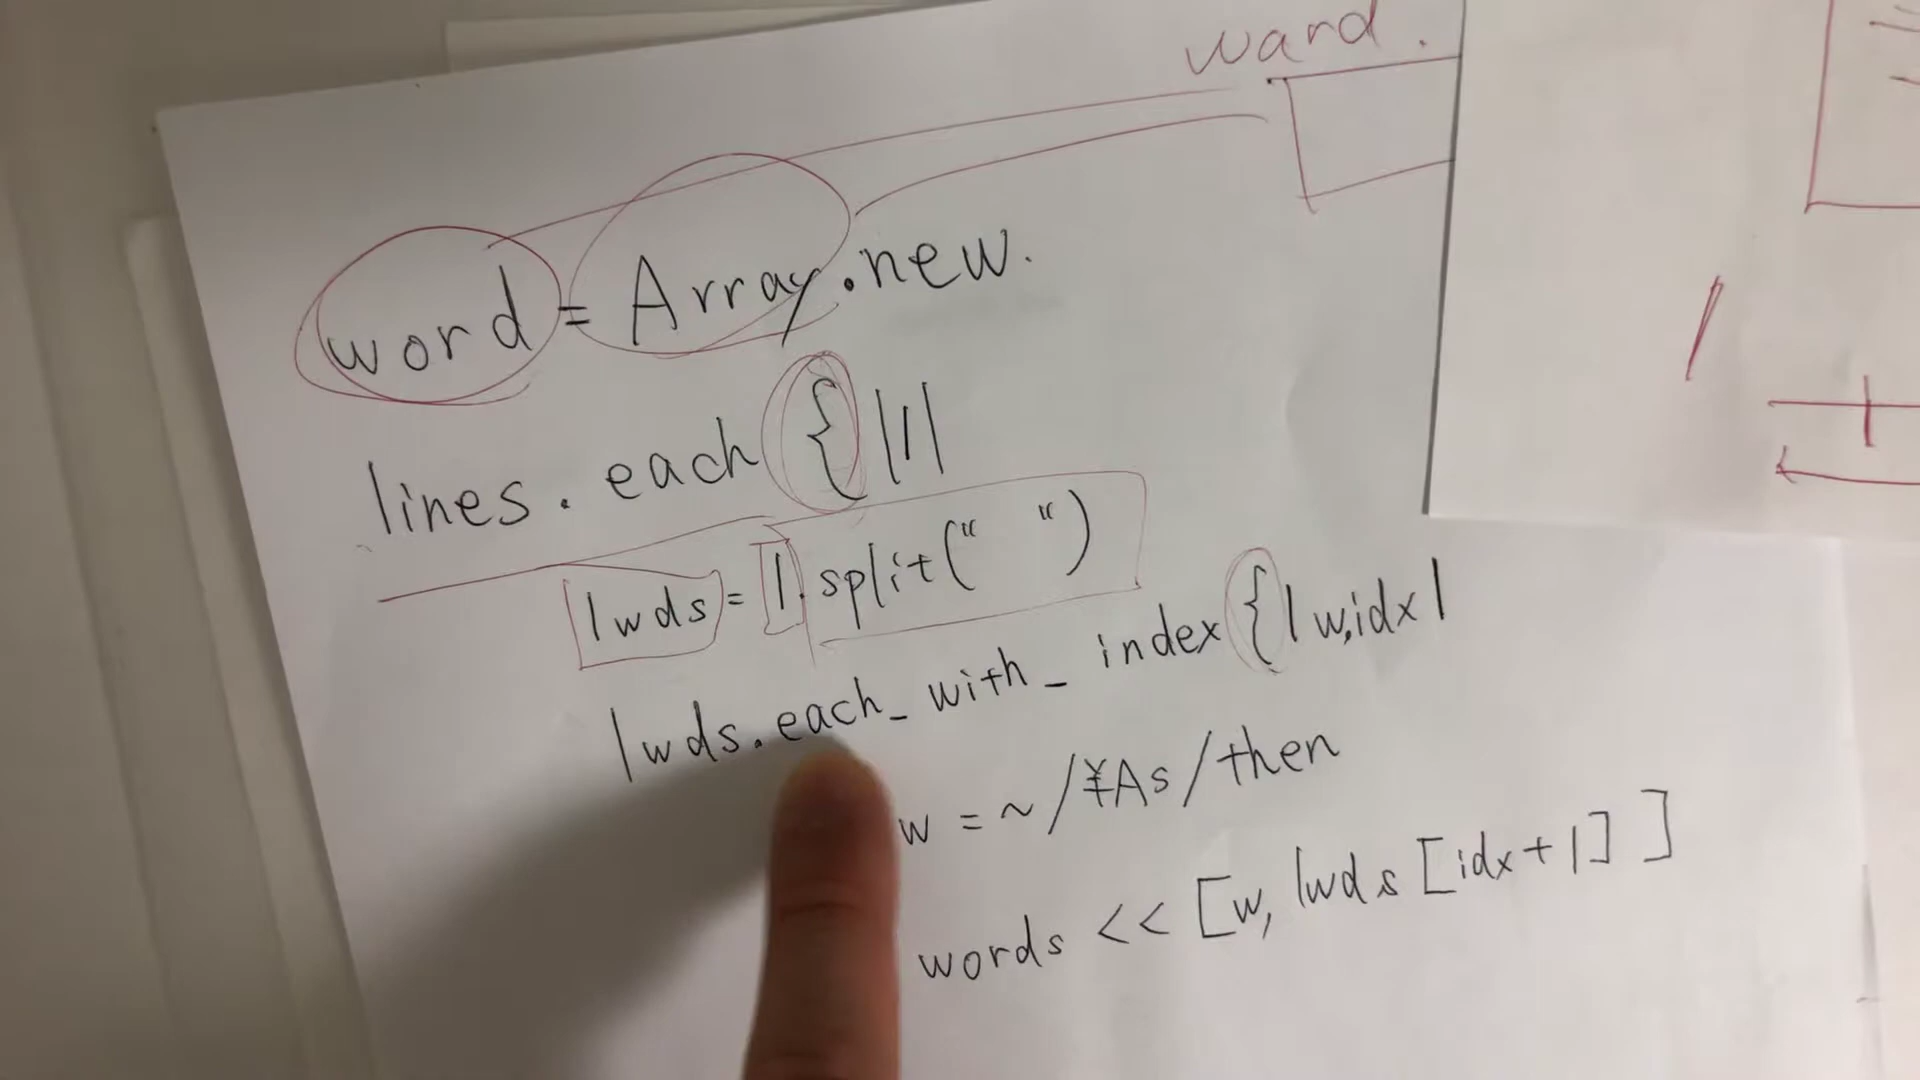 ward.
word = Array.new.
lines.each { |l|
lwds = l.split(“ “)
lwds.each_with_index { | w,idx |
w =~ /¥As/ then
words << [w, lwds [idx+1] ]